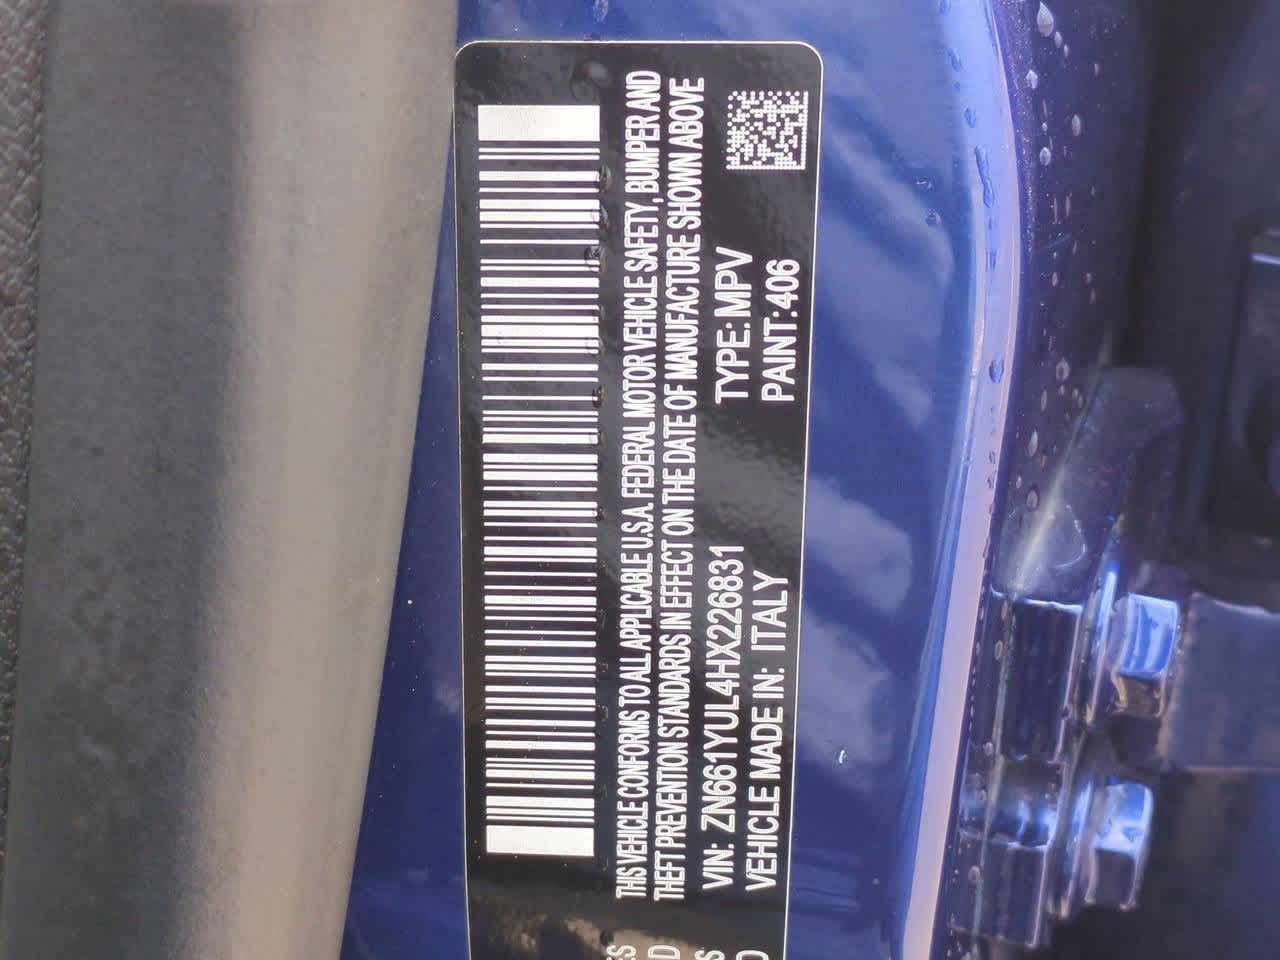 THIS VEHICLE CONFORMS TO ALL APPLICABLE U.S.A. FEDERAL MOTOR VEHICLE SAFETY, BUMPER AND
THEFT PREVENTION STANDARDS IN EFFECT ON THE DATE OF MANUFACTURE SHOWN ABOVE
VIN: ZN661YUL4HX226831 TYPE: MPV
VEHICLE MADE IN: ITALY PAINT:406